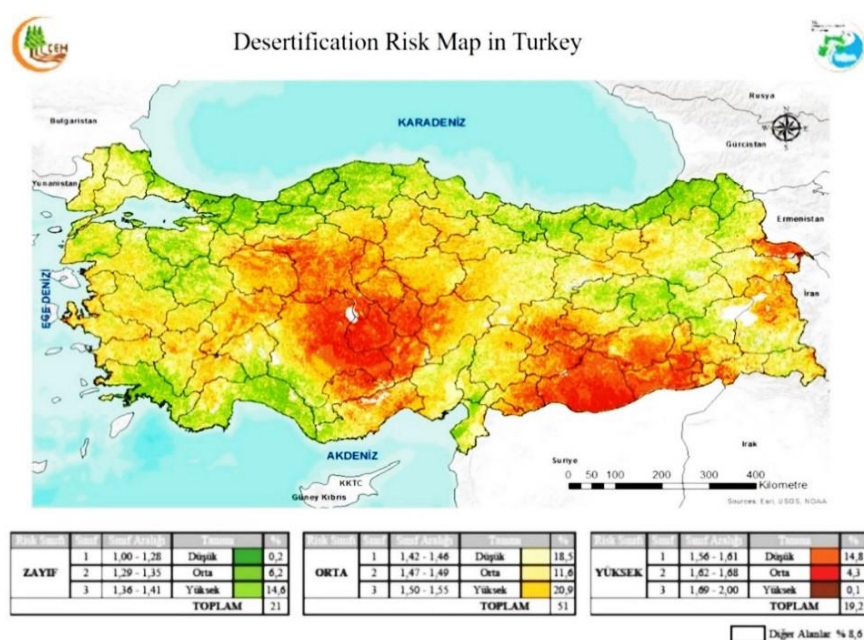 ÇEM
Desertification Risk Map in Turkey
Rusya
Bulgaristan
KARADENİZ
N
W E
S
Gürcistan
Yunanistan
Ermenistan
EGE DENİZİ
İran
AKDENİZ
Irak
Suriye
KKTC
Güney Kıbrıs
0 50 100 200 300 400
Kilometre
Sources: Esri, USGS, NOAA
Risk Sınıfı Sınıf Sınıf Aralığı Tanımı %
ZAYIF
1 1,00 - 1,28 Düşük 0,2
2 1,29 - 1,35 Orta 6,2
3 1,36 - 1,41 Yüksek 14,6
TOPLAM 21
Risk Sınıfı Sınıf Sınıf Aralığı Tanımı %
ORTA
1 1,42 - 1,46 Düşük 18,5
2 1,47 - 1,49 Orta 11,6
3 1,50 - 1,55 Yüksek 20,9
TOPLAM 51
Risk Sınıfı Sınıf Sınıf Aralığı Tanımı %
YÜKSEK
1 1,56 - 1,61 Düşük 14,8
2 1,62 - 1,68 Orta 4,3
3 1,69 - 2,00 Yüksek 0,1
TOPLAM 19,2
Diğer Alanlar % 8,6